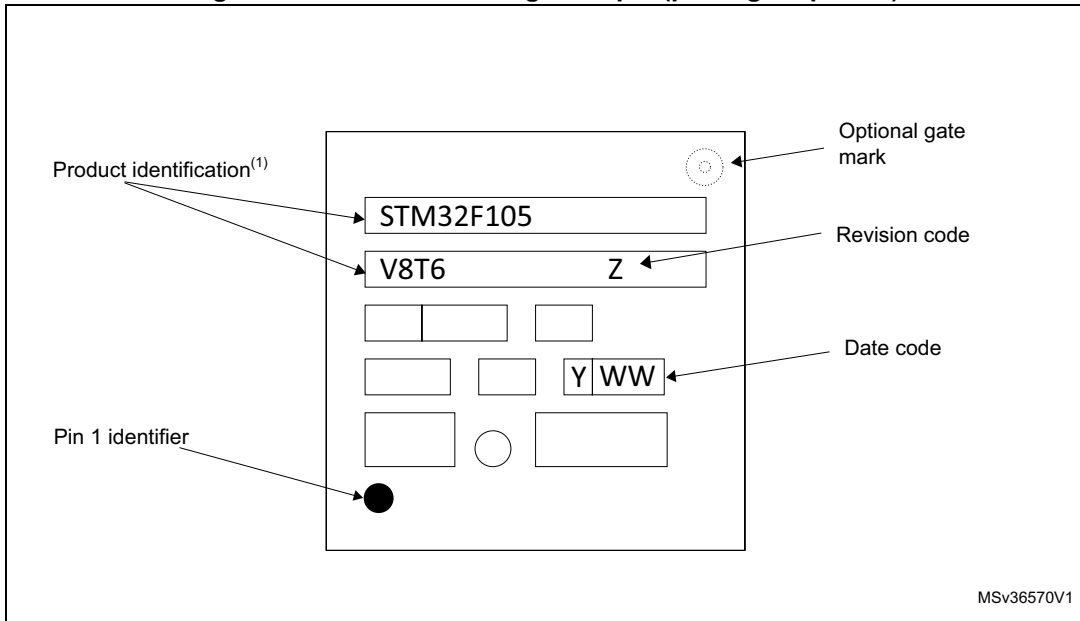 Optional gate
mark
Product identification(1)
STM32F105
Revision code
V8T6 Z
Date code
Y WW
Pin 1 identifier
MSv36570V1